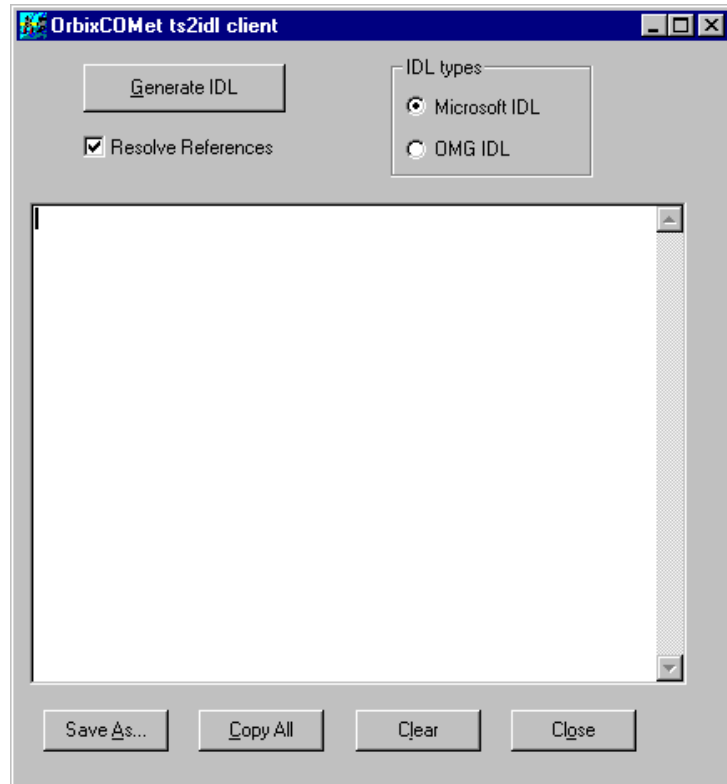 OrbixCOMet ts2idl client
Generate IDL
IDL types
Microsoft IDL
Resolve References
OMG IDL
Save As...
Copy All
Clear
Close